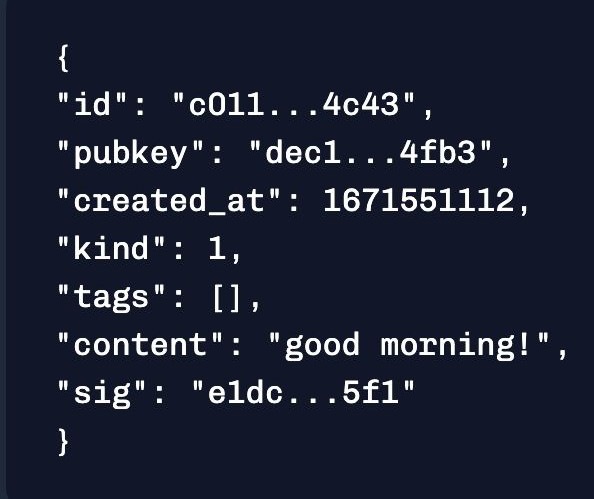 {
"id": "c011...4c43",
"pubkey": "dec1...4fb3",
"created_at": 1671551112,
"kind": 1,
"tags": [],
"content": "good morning!",
"sig": "e1dc...5f1"
}